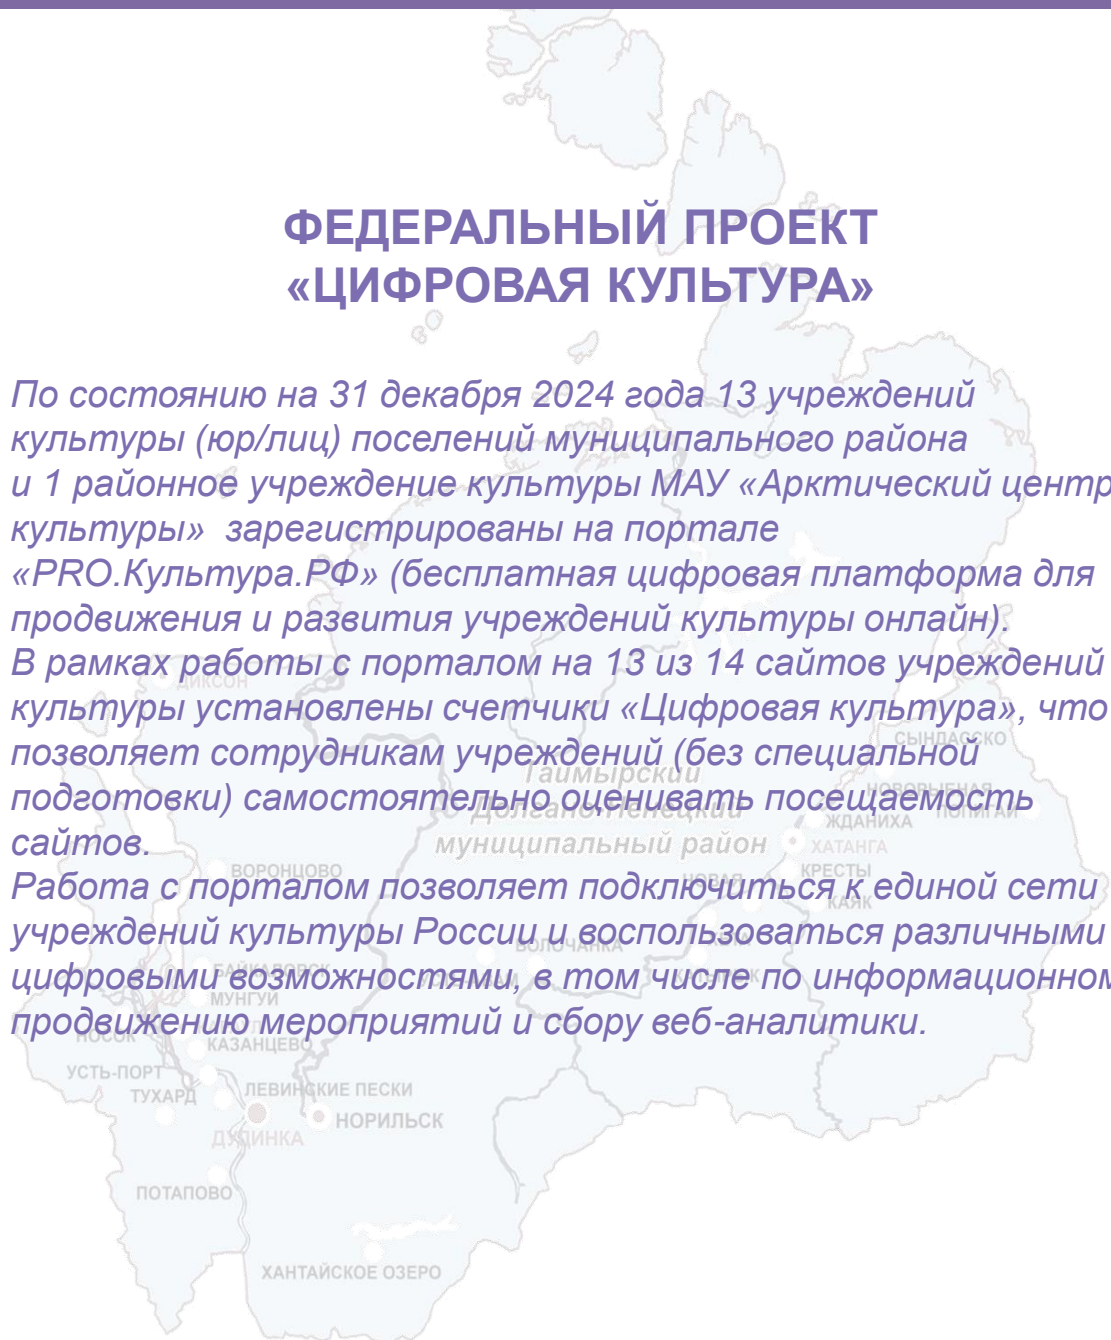 ФЕДЕРАЛЬНЫЙ ПРОЕКТ
«ЦИФРОВАЯ КУЛЬТУРА»
По состоянию на 31 декабря 2024 года 13 учреждений
культуры (юр/лиц) поселений муниципального района
и 1 районное учреждение культуры МАУ «Арктический центр
культуры» зарегистрированы на портале
«PRO.Культура.РФ» (бесплатная цифровая платформа для
продвижения и развития учреждений культуры онлайн).
В рамках работы с порталом на 13 из 14 сайтов учреждений
культуры установлены счетчики «Цифровая культура», что
позволяет сотрудникам учреждений (без специальной
подготовки) самостоятельно оценивать посещаемость
сайтов.
Работа с порталом позволяет подключиться к единой сети
учреждений культуры России и воспользоваться различными
цифровыми возможностями, в том числе по информационном
продвижению мероприятий и сбору веб-аналитики.
ДИКСОН
СЫНДАССКО
Таймырский
Долгано-Ненецкий
муниципальный район
НОВОРЫБНАЯ
ПОПИГАЙ
ЖДАНИХА
ХАТАНГА
КРЕСТЫ
НОВАЯ
КАЯК
ВОРОНЦОВО
ВОЛОЧАНКА
БАЙКАЛОВСК
МУНГУИ
НОСОК
КАЗАНЦЕВО
УСТЬ-ПОРТ
ТУХАРД
ЛЕВИНСКИЕ ПЕСКИ
НОРИЛЬСК
ДУДИНКА
ПОТАПОВО
ХАНТАЙСКОЕ ОЗЕРО